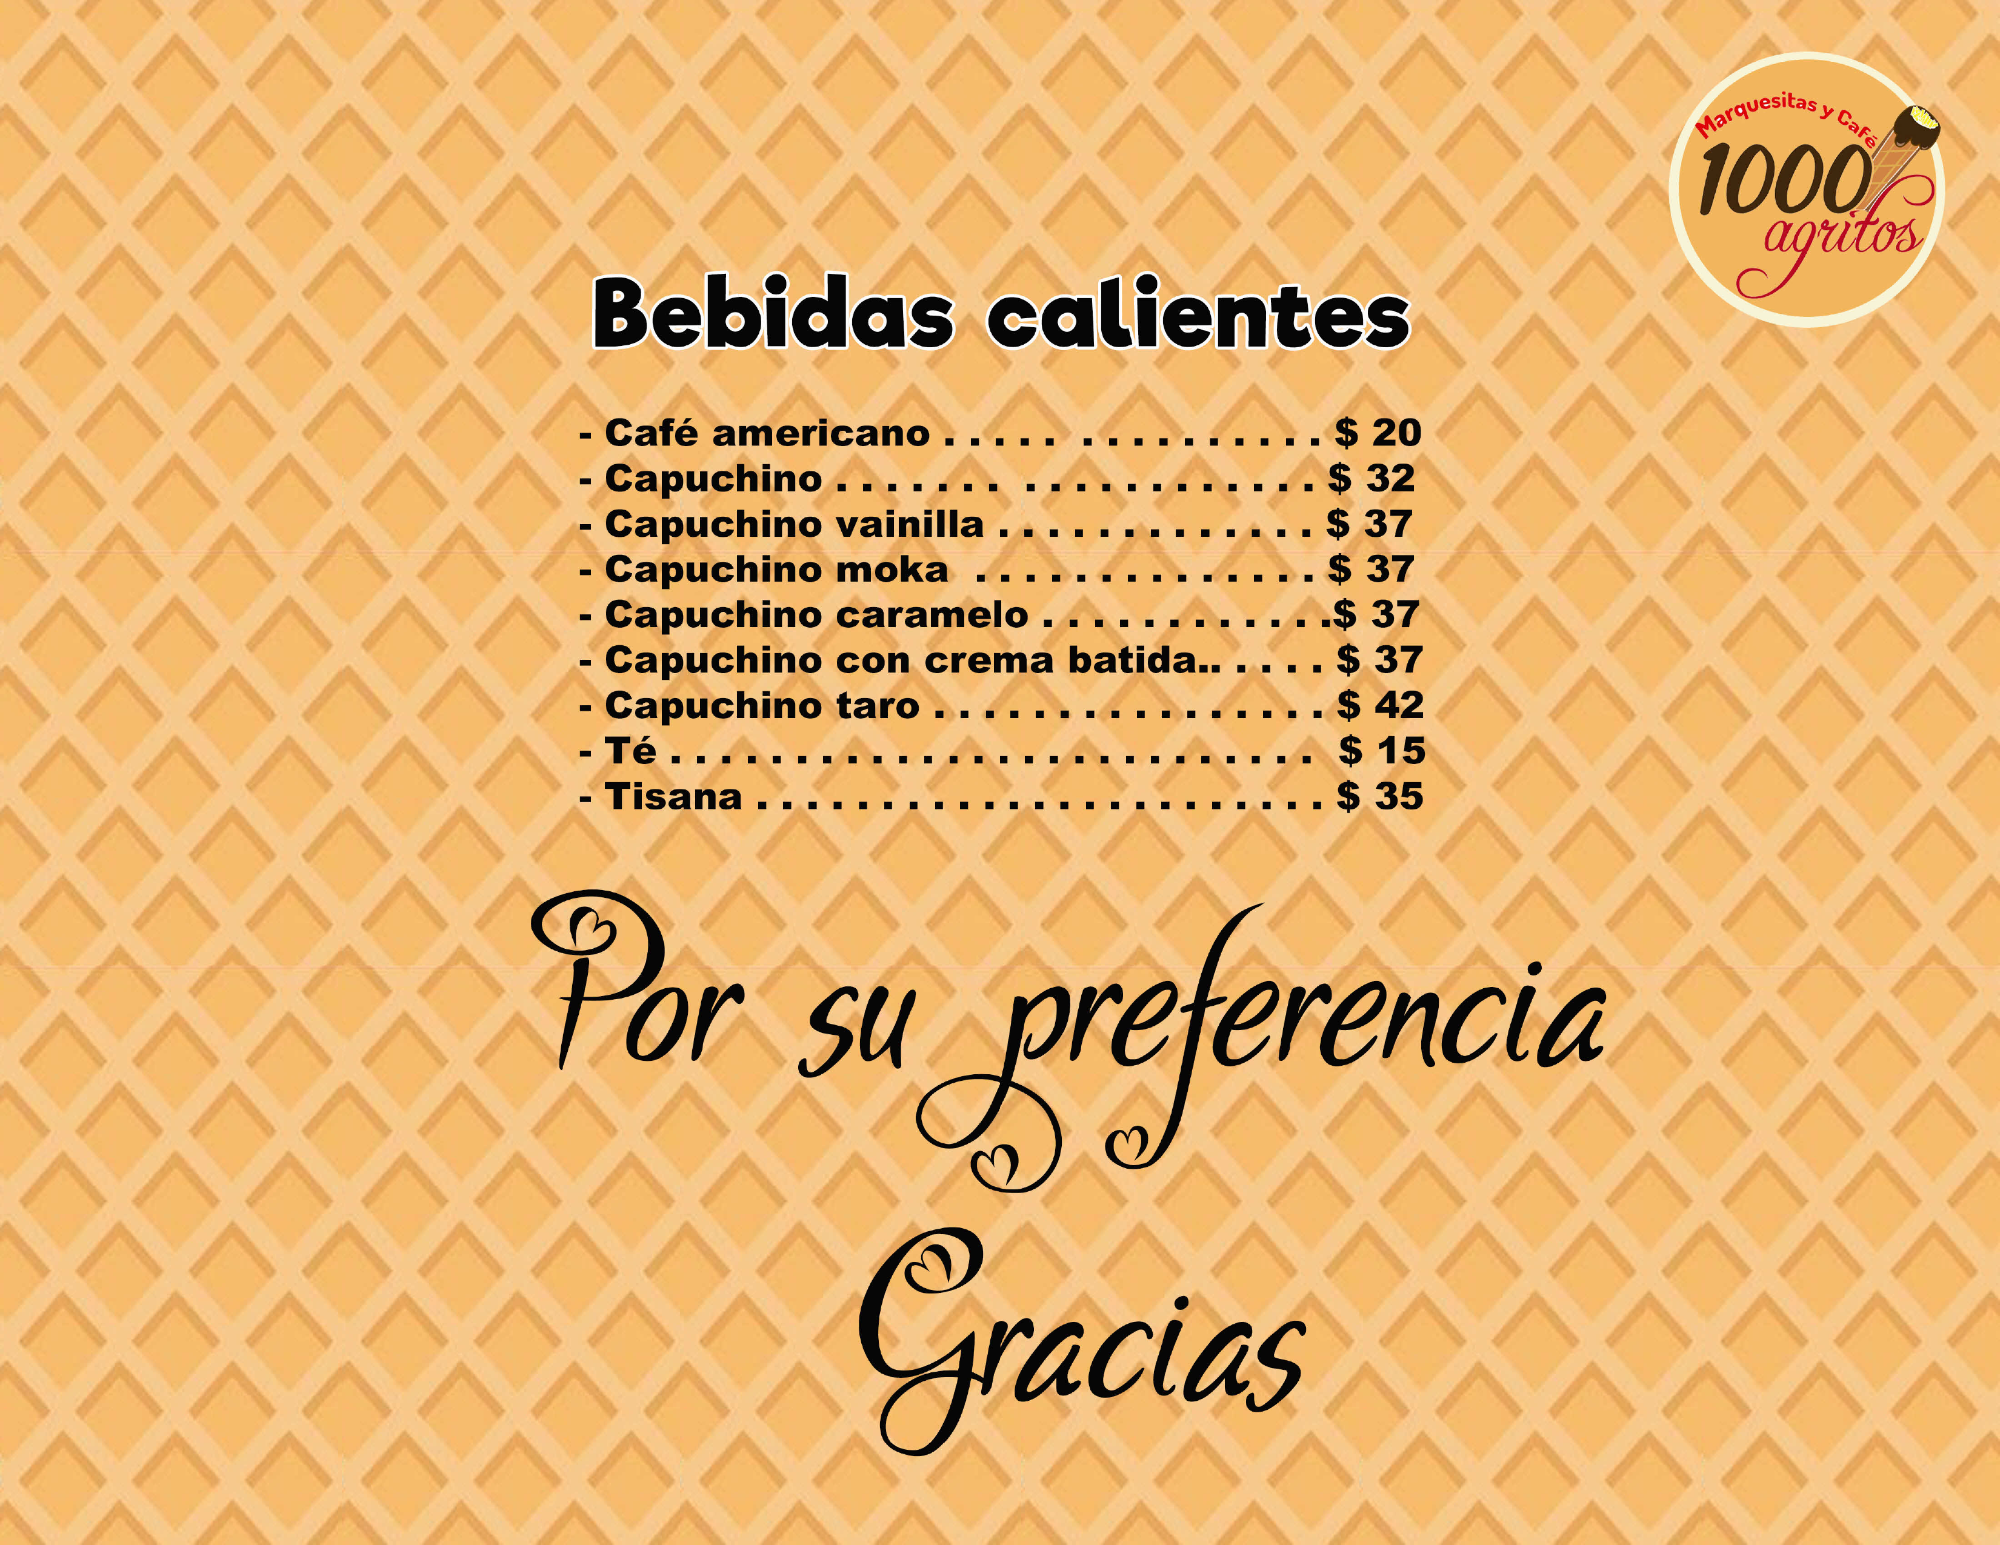 Marquesitas y Café
1000
agritos
Bebidas calientes
- Café americano . . . . . . . . . . . . . . . $ 20
- Capuchino . . . . . . . . . . . . . . . . . . . $ 32
- Capuchino vainilla . . . . . . . . . . . . . $ 37
- Capuchino moka . . . . . . . . . . . . . . $ 37
- Capuchino caramelo . . . . . . . . . . . .$ 37
- Capuchino con crema batida.. . . . . $ 37
- Capuchino taro . . . . . . . . . . . . . . . . $ 42
- Té . . . . . . . . . . . . . . . . . . . . . . . . . . $ 15
- Tisana . . . . . . . . . . . . . . . . . . . . . . . $ 35
Por su preferencia
Gracias